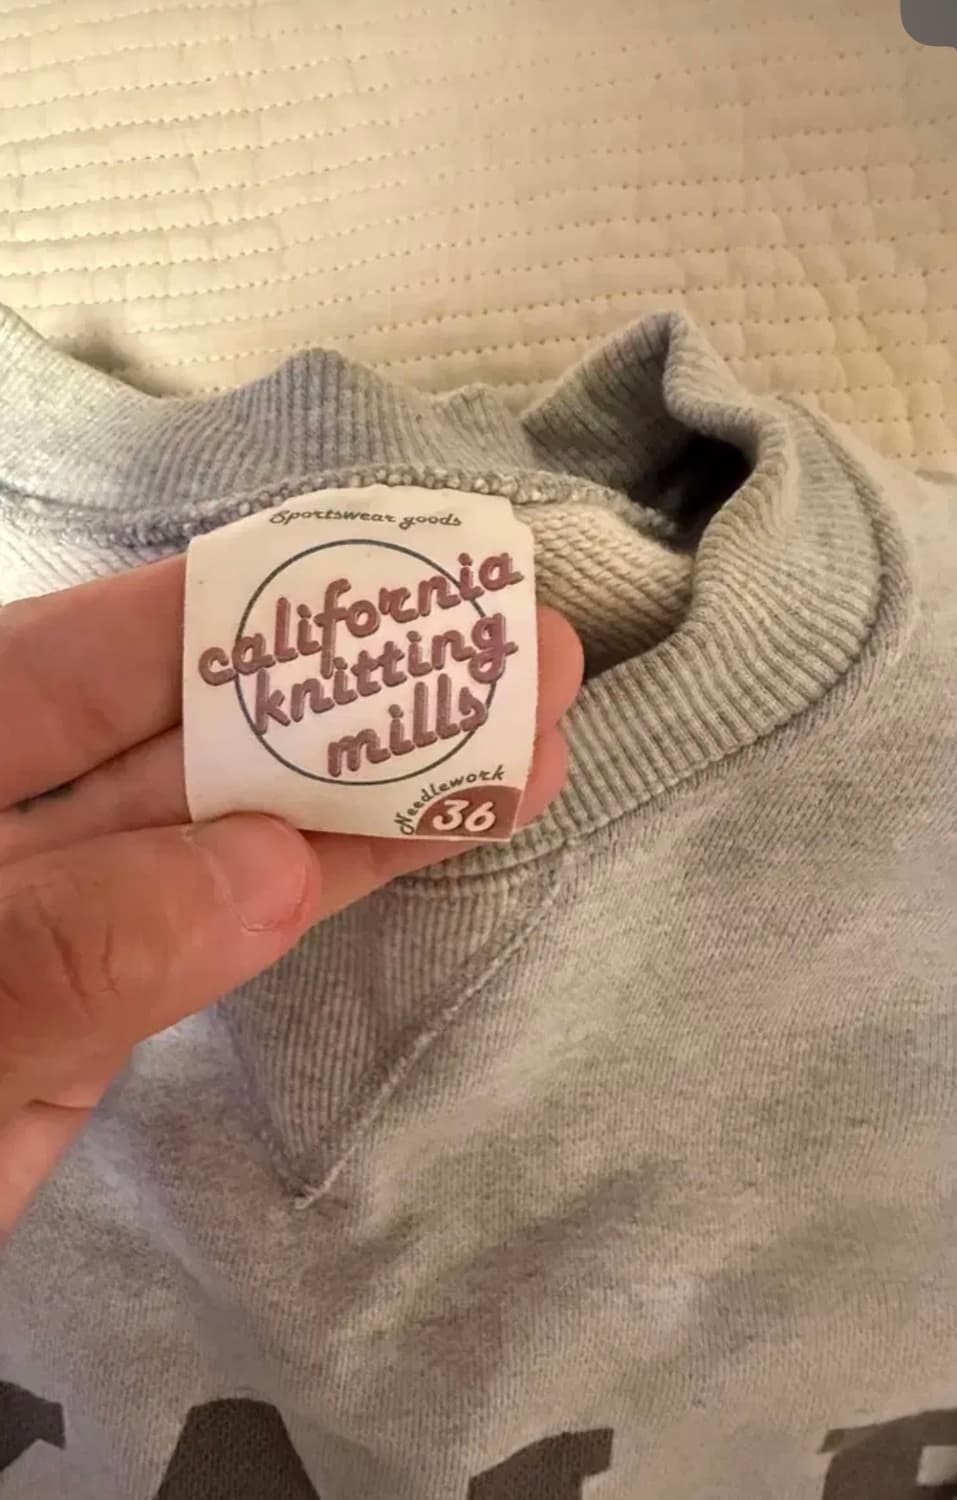 Sportswear goods
california
knitting
mills
Needlework
36